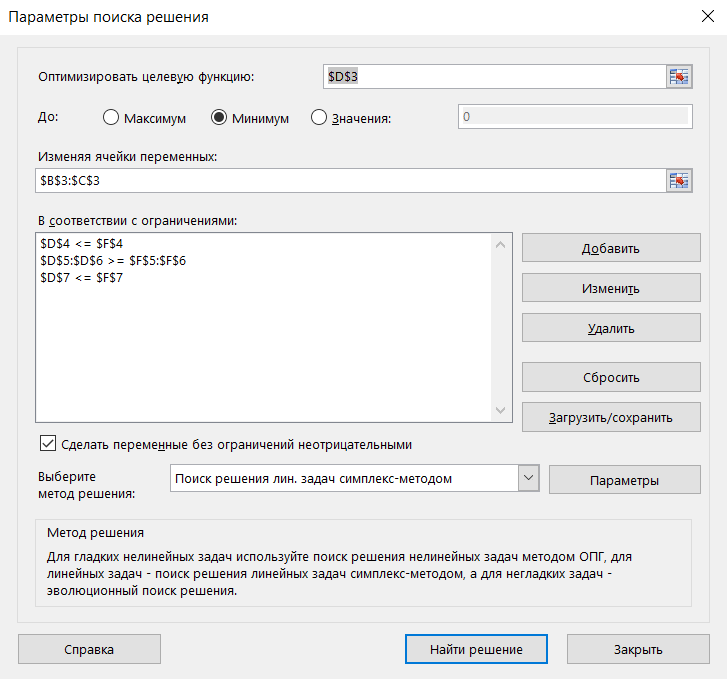 Параметры поиска решения
Оптимизировать целевую функцию: $D$3
До: Максимум Минимум Значения: 0
Изменяя ячейки переменных:
$B$3:$C$3
В соответствии с ограничениями:
$D$4 <= $F$4
$D$5:$D$6 >= $F$5:$F$6
$D$7 <= $F$7
Добавить
Изменить
Удалить
Сбросить
Загрузить/сохранить
Сделать переменные без ограничений неотрицательными
Выберите
метод решения:
Поиск решения лин. задач симплекс-методом
Параметры
Метод решения
Для гладких нелинейных задач используйте поиск решения нелинейных задач методом ОПГ, для
линейных задач - поиск решения линейных задач симплекс-методом, а для негладких задач -
эволюционный поиск решения.
Справка
Найти решение
Закрыть